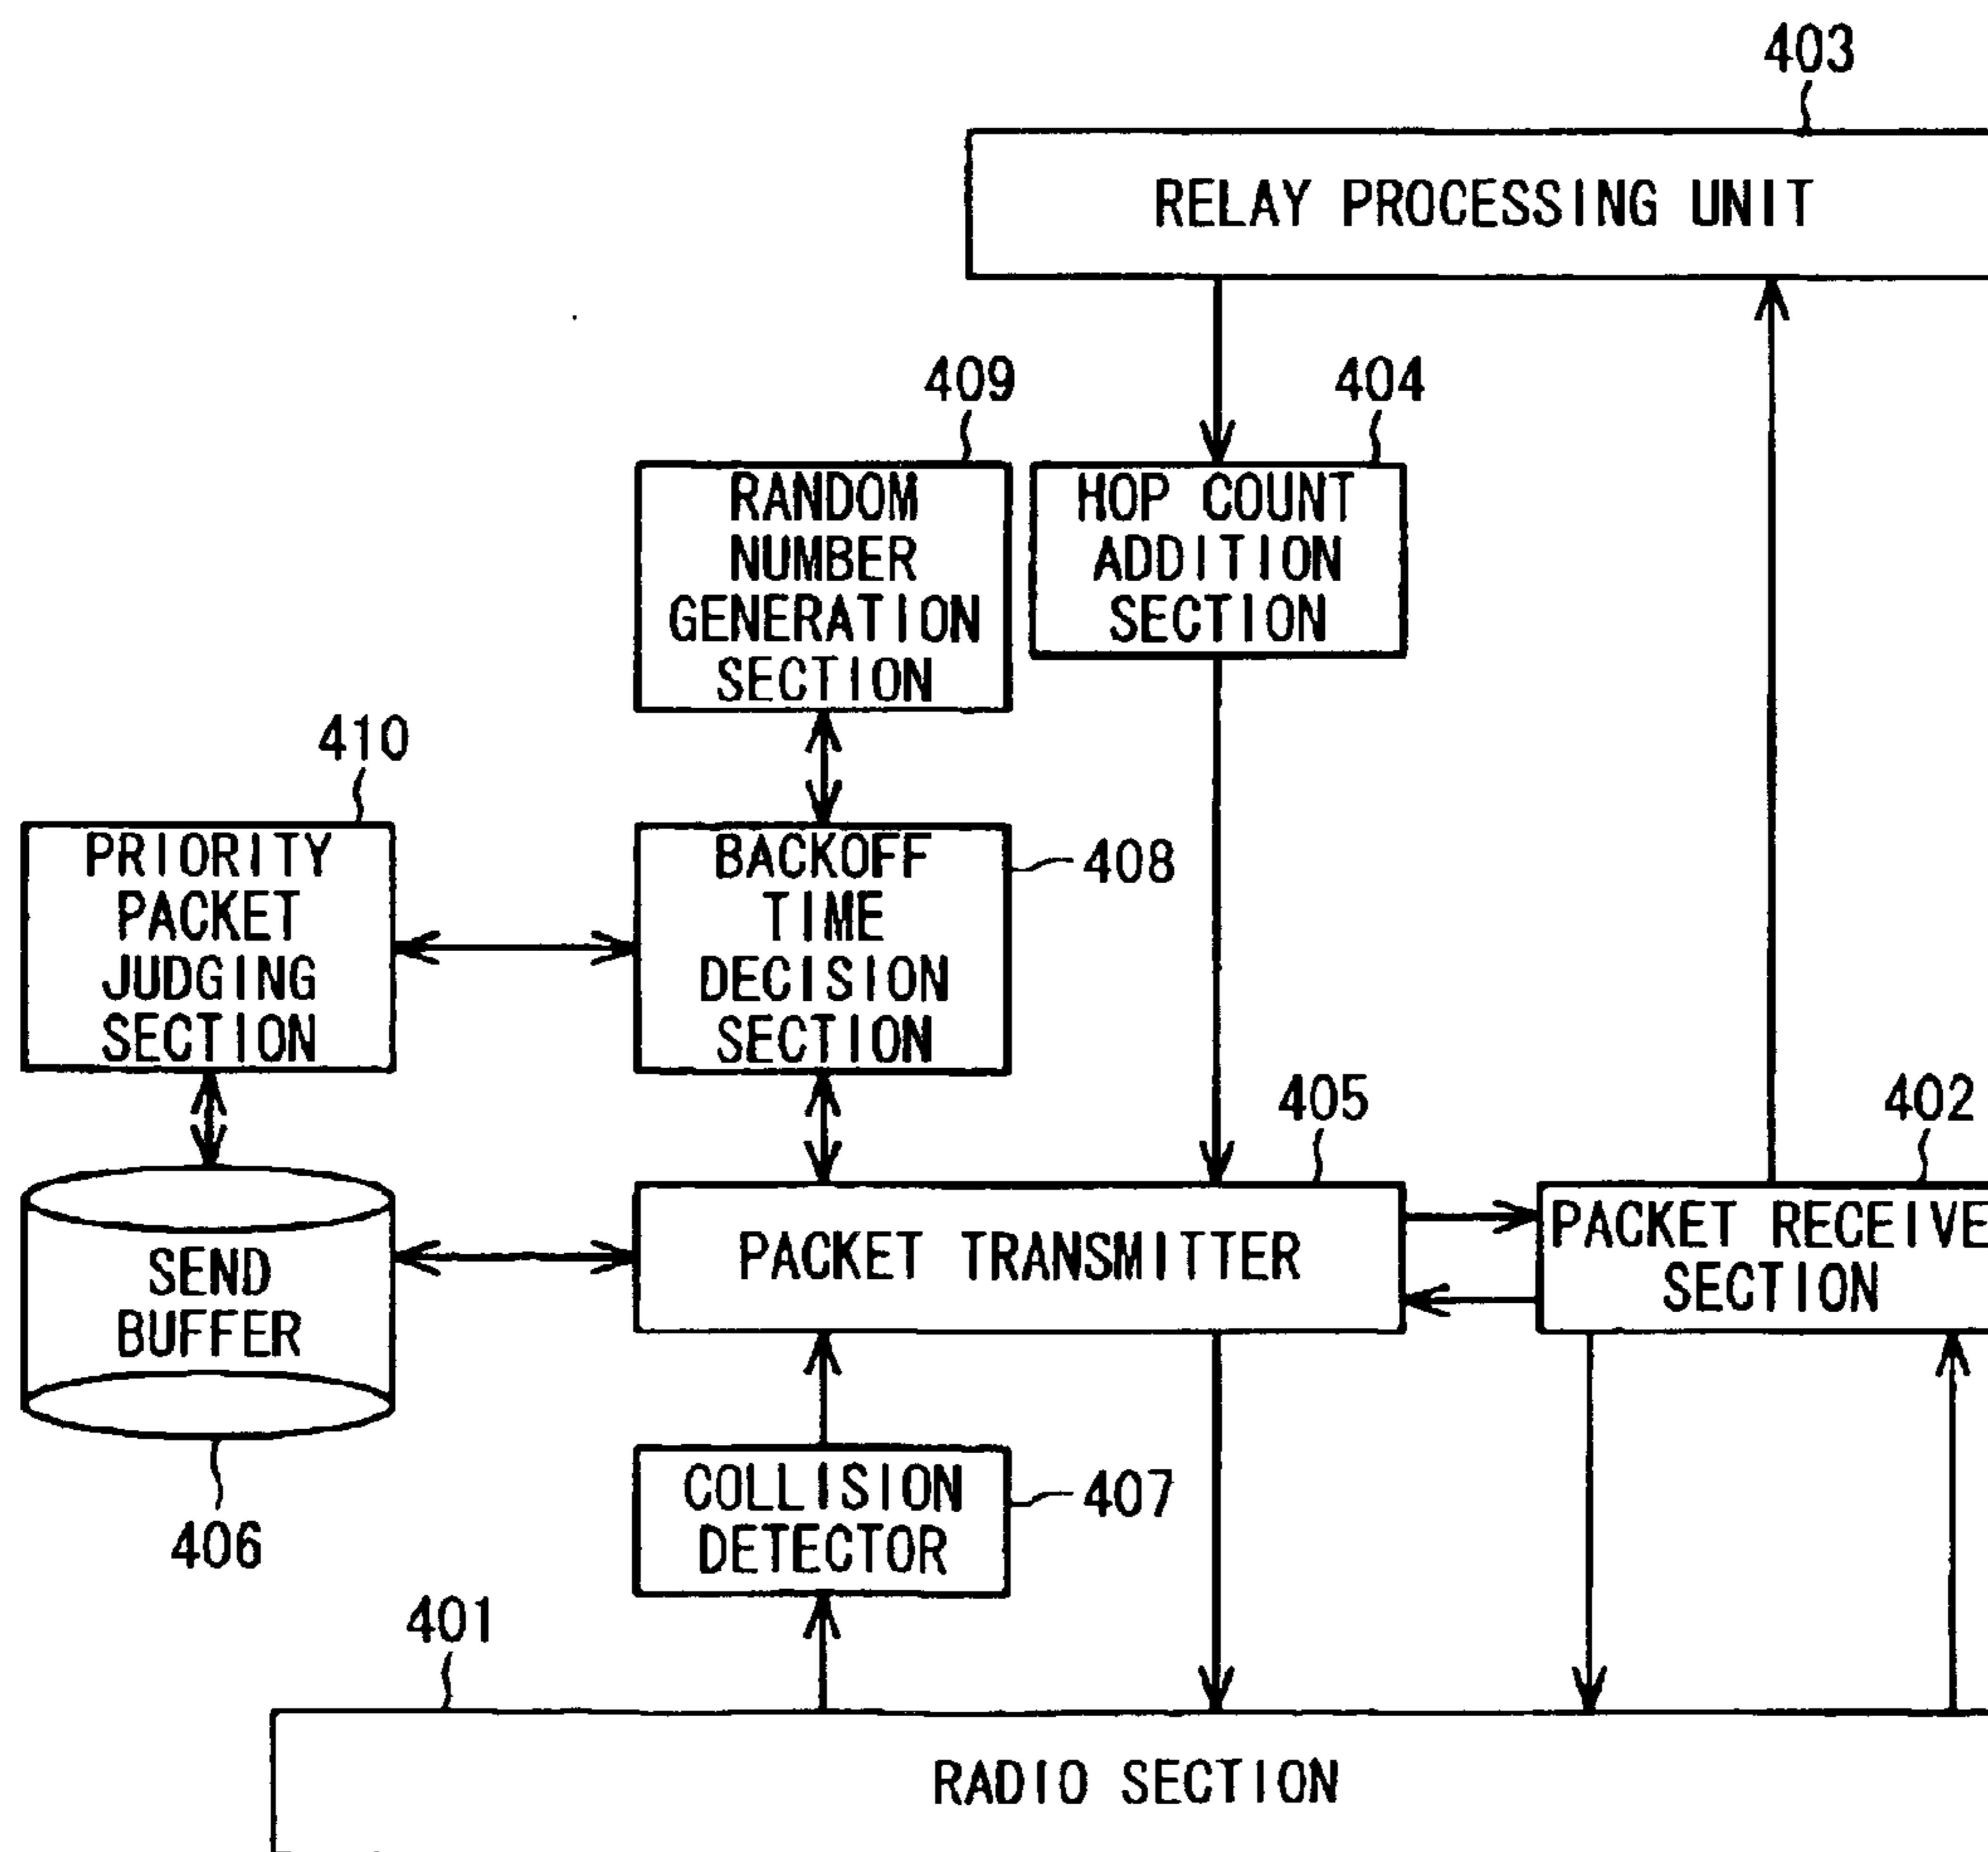 403
RELAY PROCESSING UNIT
409
404
RANDOM
NUMBER
GENERATION
SECTION
HOP COUNT
ADDITION
SECTION
410
PRIORITY
PACKET
JUDGING
SECTION
BACKOFF
TIME
DECISION
SECTION
408
405
402
SEND
BUFFER
PACKET TRANSMITTER
PACKET RECEIVE
SECTION
406
COLLISION
DETECTOR
407
401
RADIO SECTION